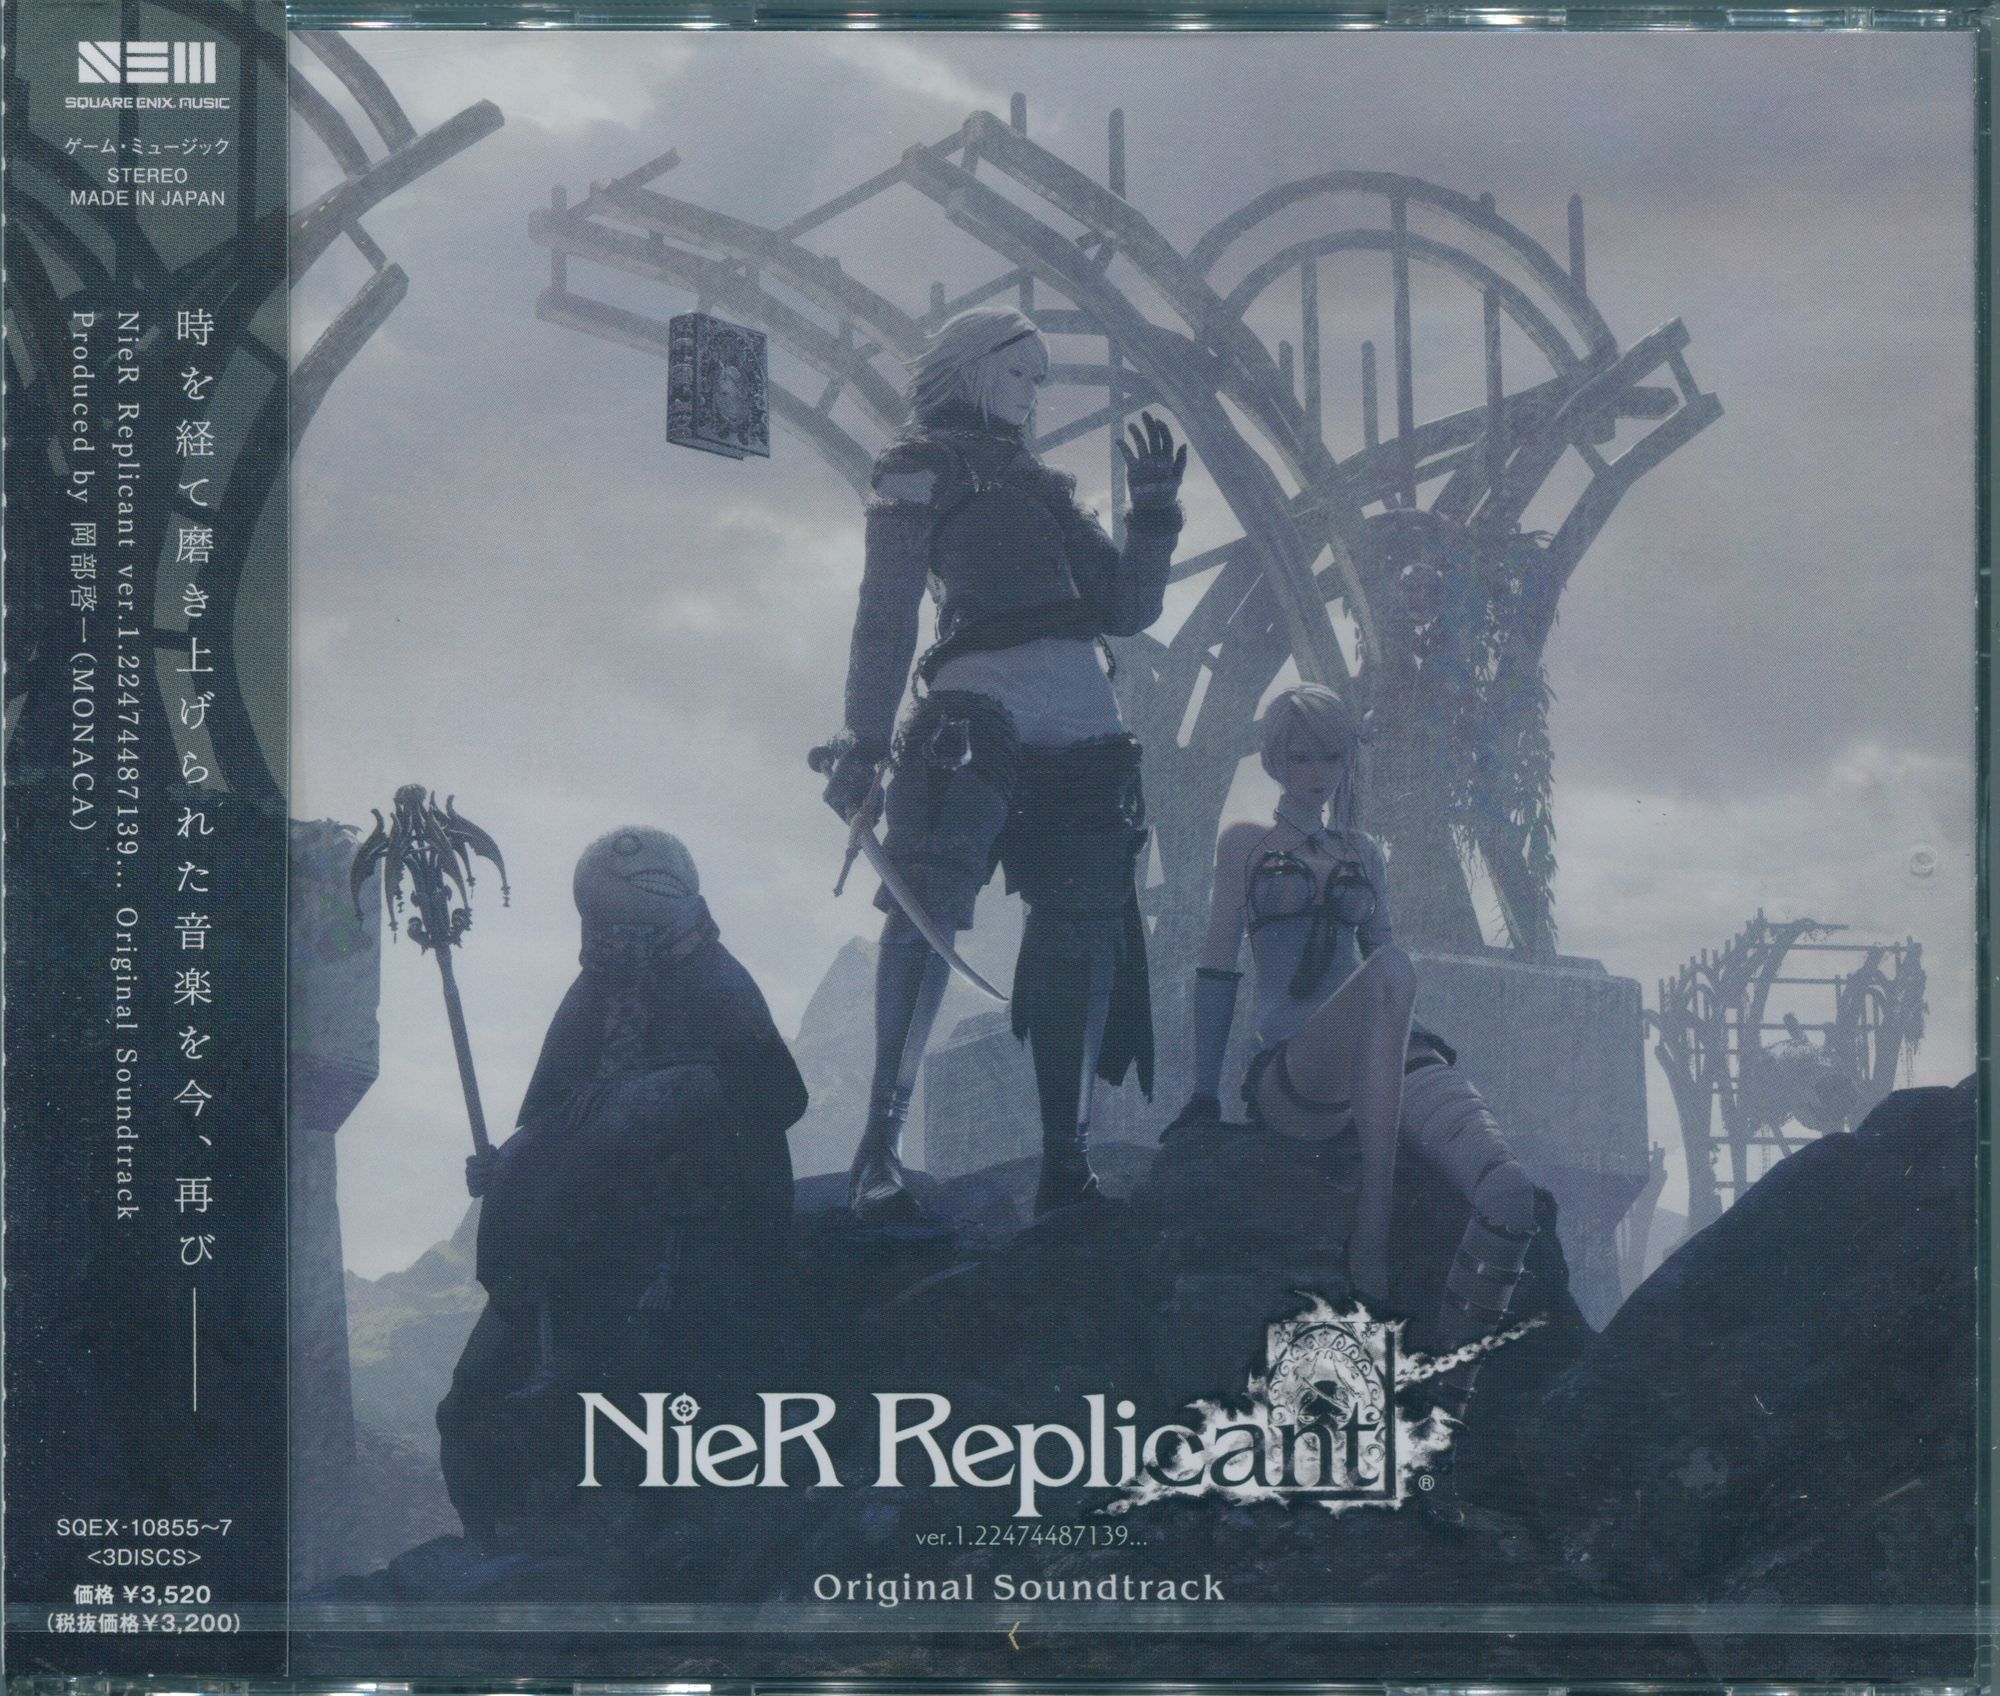 SQUARE ENIX. MUSIC
ゲーム・ミュージック
STEREO
MADE IN JAPAN
時を経て磨き上げられた音楽を今、再び――
NieR Replicant ver.1.22474487139... Original Soundtrack
Produced by 岡部啓一(MONACA)
SQEX-10855～7
<3DISCS>
価格 ¥3,520
(税抜価格¥3,200)
NieR Replicant®
ver.1.22474487139...
Original Soundtrack